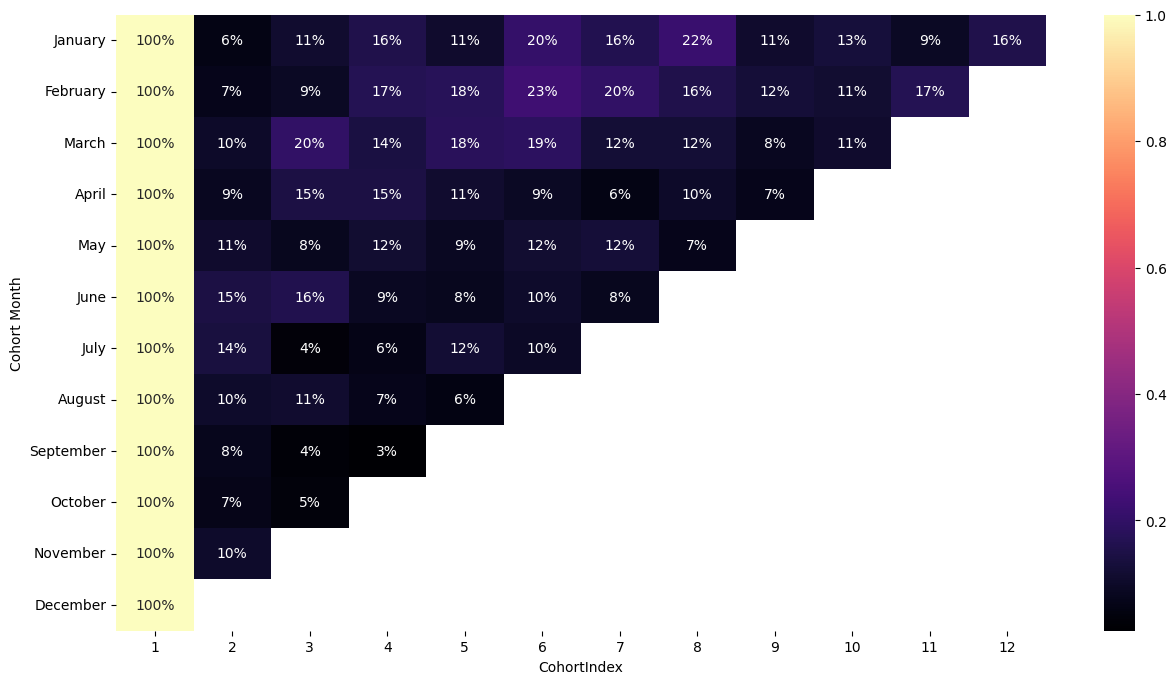 January 100% 6% 11% 16% 11% 20% 16% 22% 11% 13% 9% 16%
February 100% 7% 9% 17% 18% 23% 20% 16% 12% 11% 17%
March 100% 10% 20% 14% 18% 19% 12% 12% 8% 11%
April 100% 9% 15% 15% 11% 9% 6% 10% 7%
May 100% 11% 8% 12% 9% 12% 12% 7%
June 100% 15% 16% 9% 8% 10% 8%
July 100% 14% 4% 6% 12% 10%
August 100% 10% 11% 7% 6%
September 100% 8% 4% 3%
October 100% 7% 5%
November 100% 10%
December 100%
1 2 3 4 5 6 7 8 9 10 11 12
CohortIndex
Cohort Month
1.0
0.8
0.6
0.4
0.2